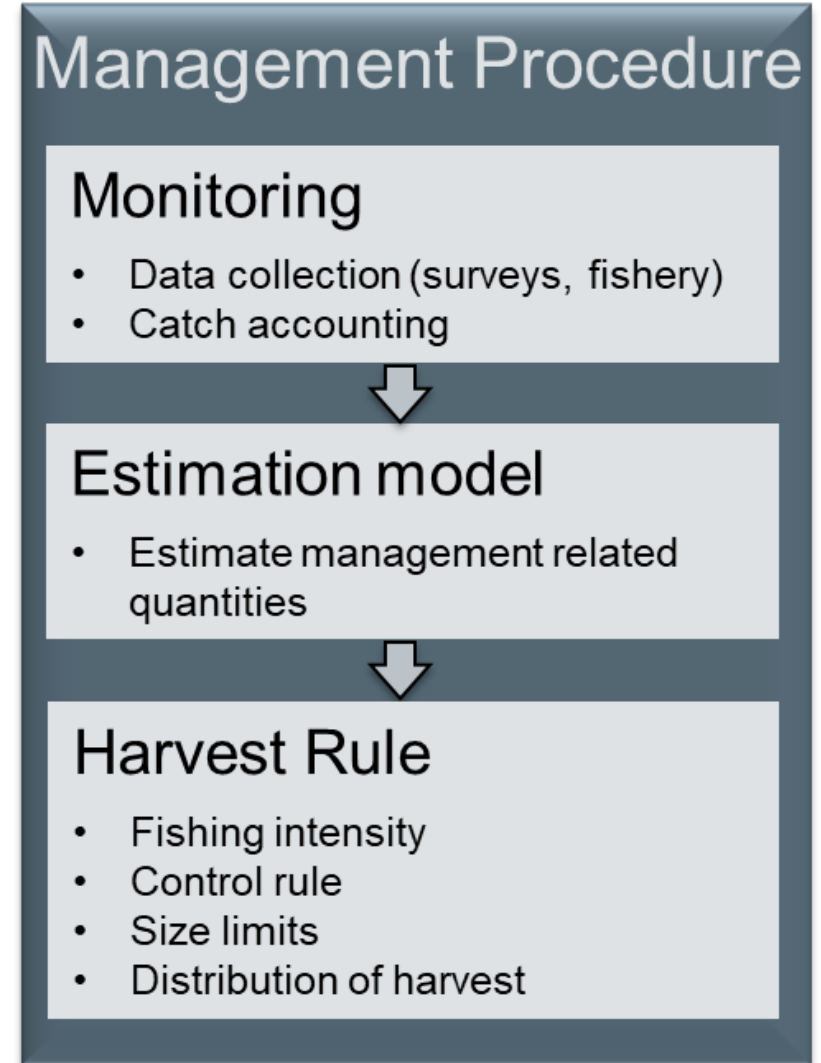 Management Procedure
Monitoring
• Data collection (surveys, fishery)
• Catch accounting
Estimation model
• Estimate management related
quantities
Harvest Rule
• Fishing intensity
• Control rule
• Size limits
• Distribution of harvest